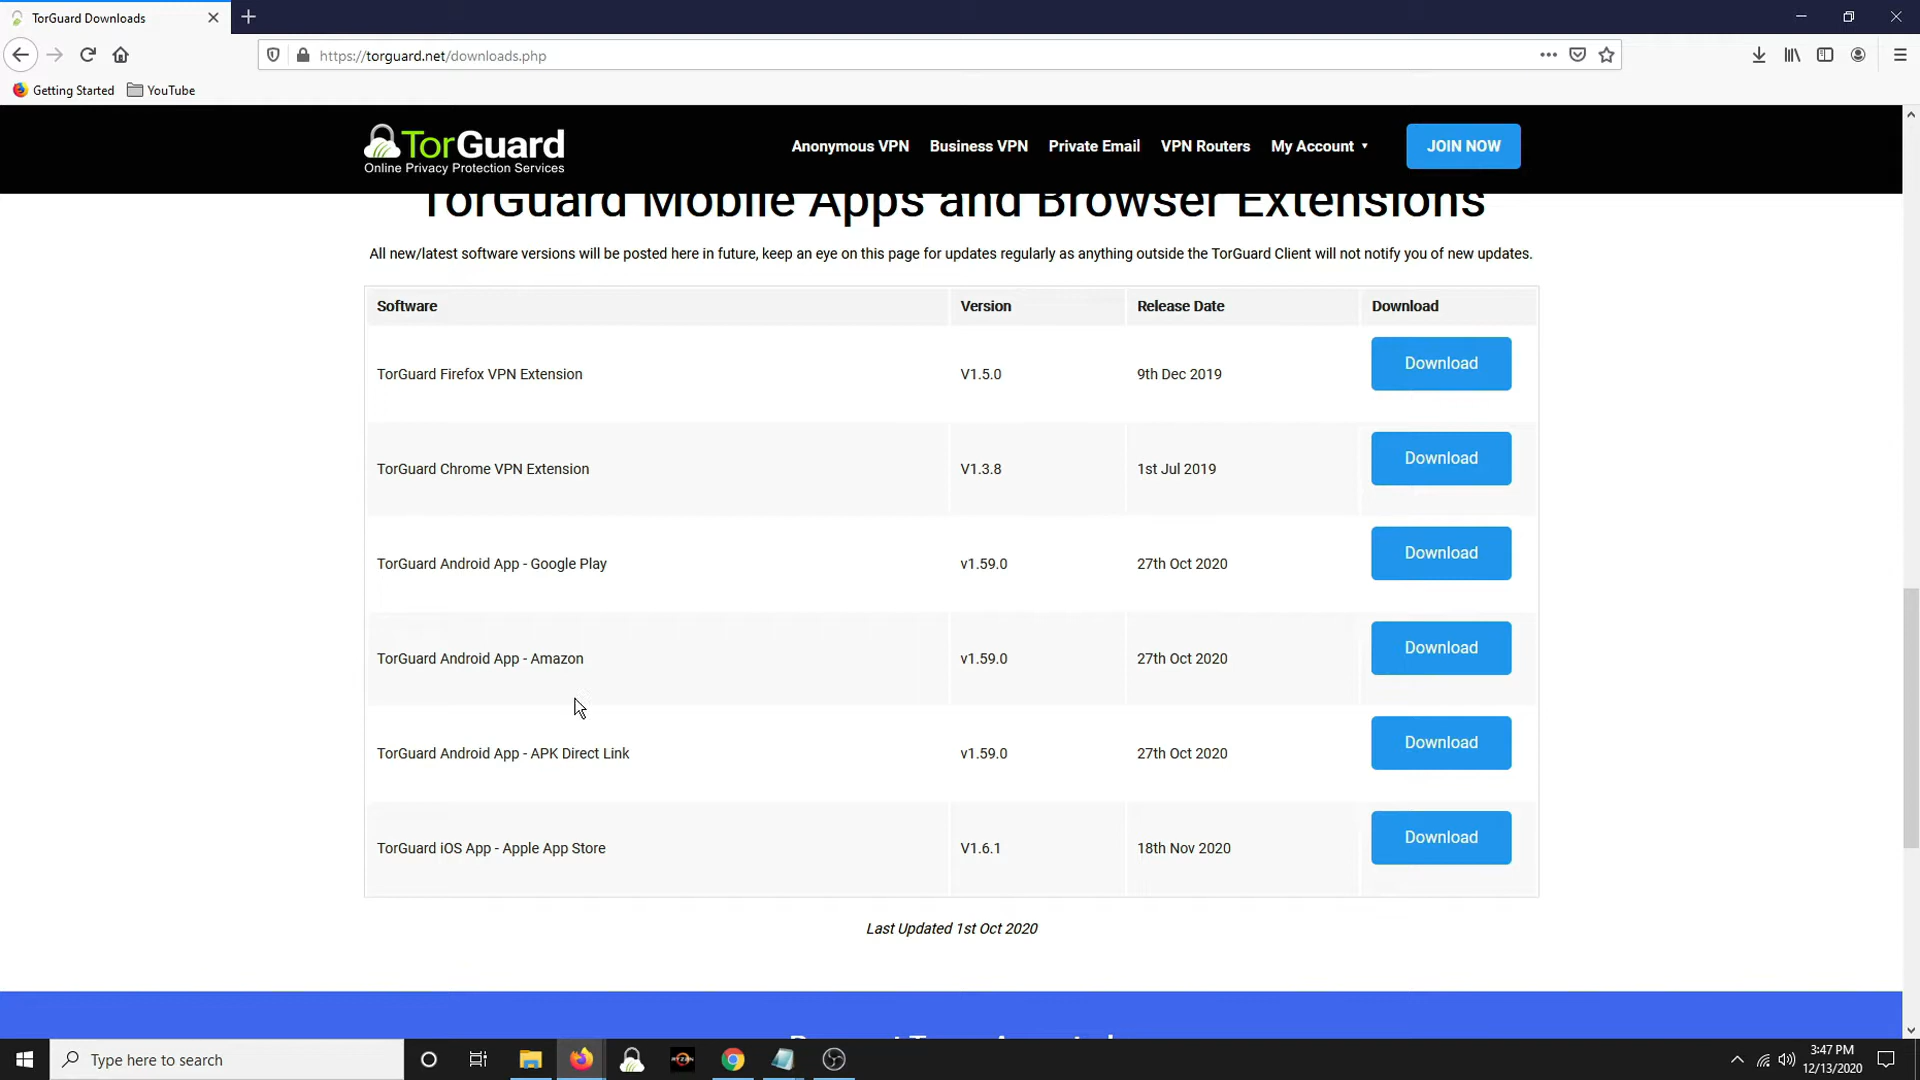 TorGuard Downloads
https://torguard.net/downloads.php
Getting Started YouTube
TorGuard
Online Privacy Protection Services
Anonymous VPN Business VPN Private Email VPN Routers My Account JOIN NOW
TorGuard Mobile Apps and Browser Extensions
All new/latest software versions will be posted here in future, keep an eye on this page for updates regularly as anything outside the TorGuard Client will not notify you of new updates.
Software Version Release Date Download
TorGuard Firefox VPN Extension V1.5.0 9th Dec 2019 Download
TorGuard Chrome VPN Extension V1.3.8 1st Jul 2019 Download
TorGuard Android App - Google Play v1.59.0 27th Oct 2020 Download
TorGuard Android App - Amazon v1.59.0 27th Oct 2020 Download
TorGuard Android App - APK Direct Link v1.59.0 27th Oct 2020 Download
TorGuard iOS App - Apple App Store V1.6.1 18th Nov 2020 Download
Last Updated 1st Oct 2020
Type here to search
RYZEN
3:47 PM
12/13/2020